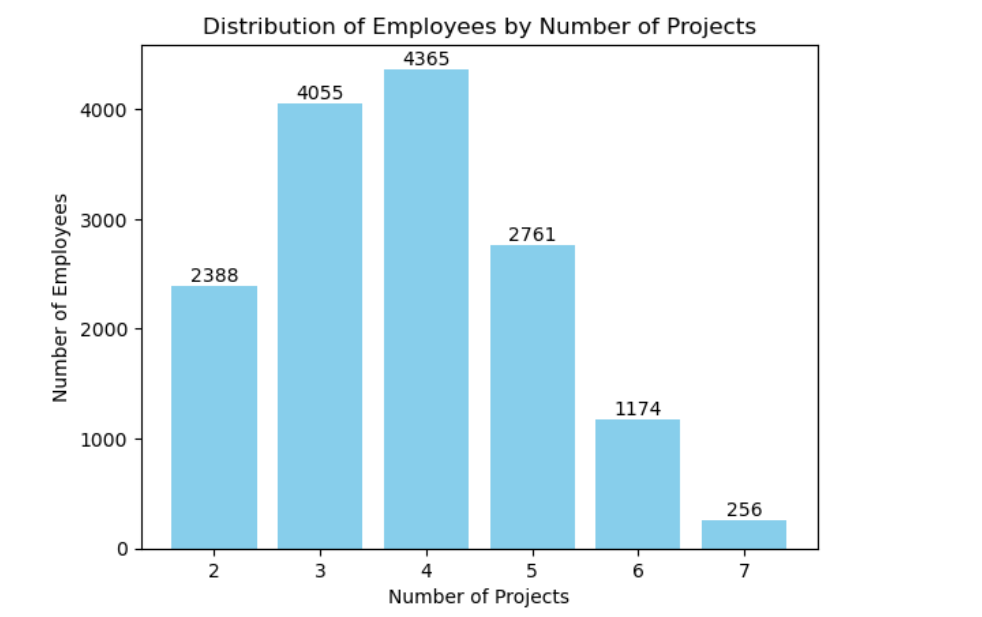 Distribution of Employees by Number of Projects
4365
4055
4000
3000
2761
2388
2000
1174
1000
256
0
2 3 4 5 6 7
Number of Projects
Number of Employees